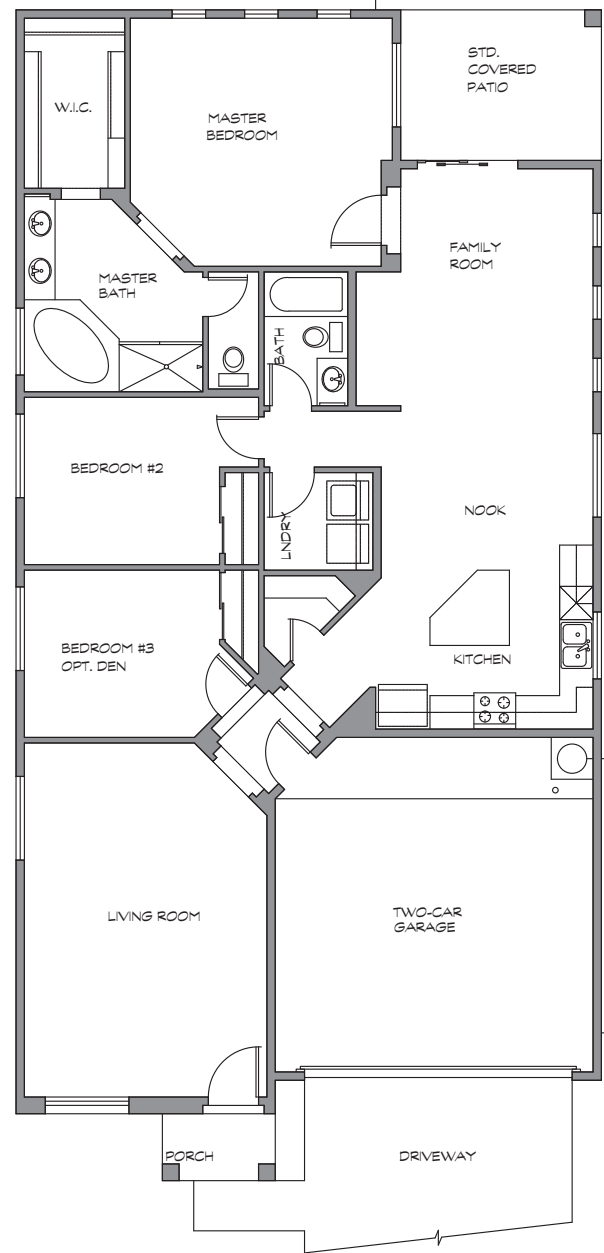 STD.
COVERED
PATIO
W.I.C.
MASTER
BEDROOM
FAMILY
ROOM
MASTER
BATH
BATH
BEDROOM #2
NOOK
LNDRY
BEDROOM #3
OPT. DEN
KITCHEN
LIVING ROOM
TWO-CAR
GARAGE
PORCH
DRIVEWAY